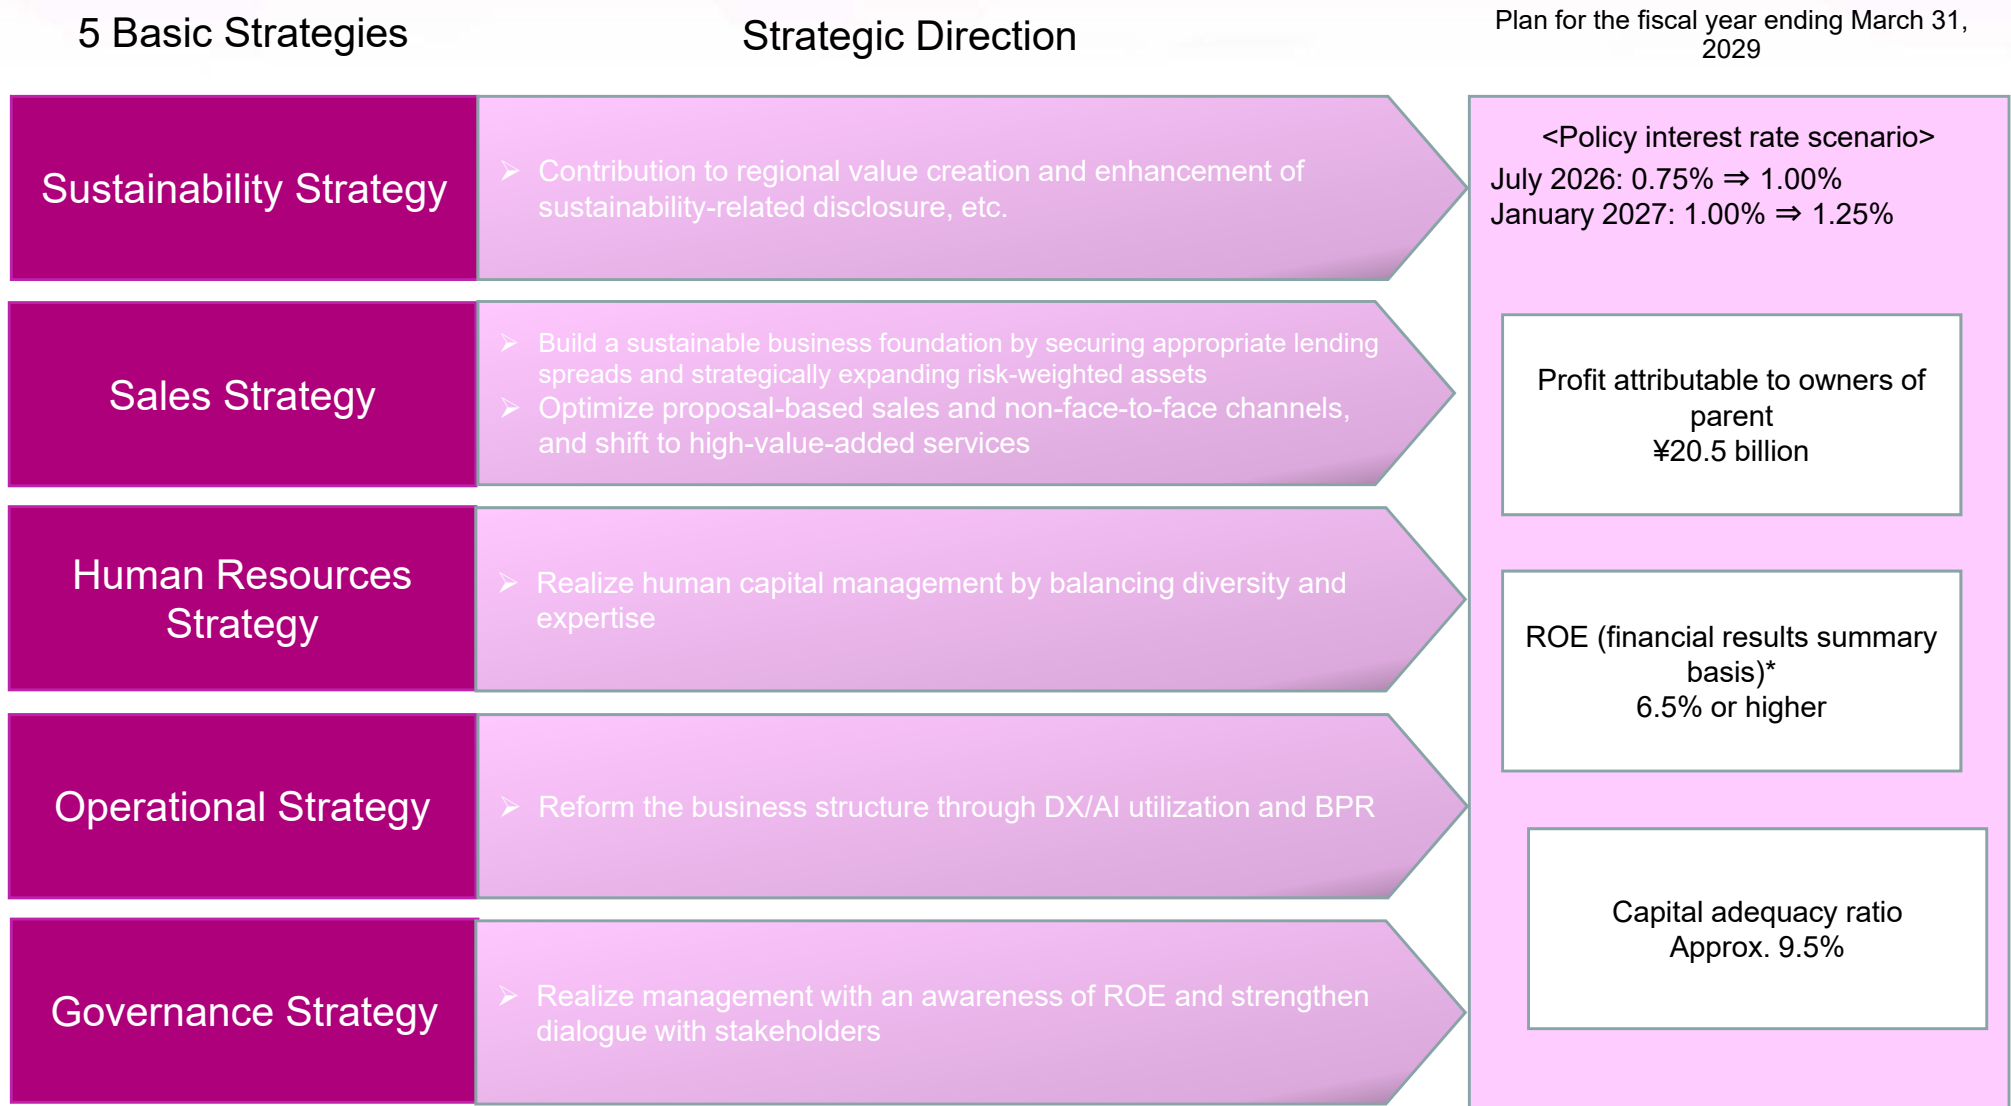 5 Basic Strategies
Strategic Direction
Plan for the fiscal year ending March 31,
2029
Sustainability Strategy
➢ Contribution to regional value creation and enhancement of
sustainability-related disclosure, etc.
Sales Strategy
➢ Build a sustainable business foundation by securing appropriate lending
spreads and strategically expanding risk-weighted assets
➢ Optimize proposal-based sales and non-face-to-face channels,
and shift to high-value-added services
Human Resources
Strategy
➢ Realize human capital management by balancing diversity and
expertise
Operational Strategy
➢ Reform the business structure through DX/AI utilization and BPR
Governance Strategy
➢ Realize management with an awareness of ROE and strengthen
dialogue with stakeholders
<Policy interest rate scenario>
July 2026: 0.75% ⇒ 1.00%
January 2027: 1.00% ⇒ 1.25%
Profit attributable to owners of
parent
¥20.5 billion
ROE (financial results summary
basis)*
6.5% or higher
Capital adequacy ratio
Approx. 9.5%